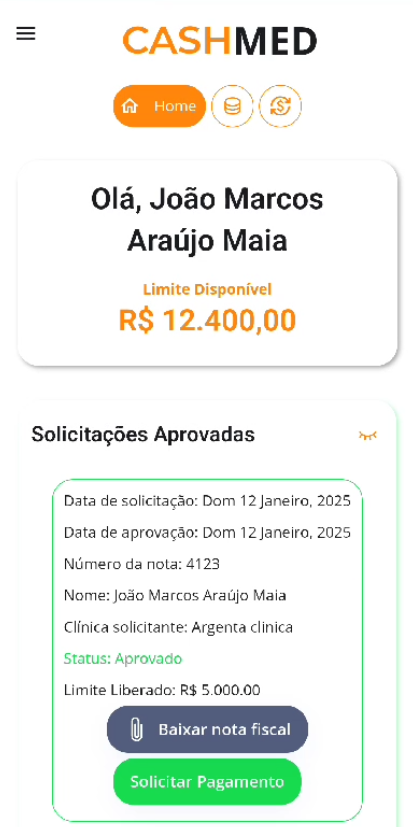 CASHMED
Home
Olá, João Marcos
Araújo Maia
Limite Disponível
R$ 12.400,00
Solicitações Aprovadas
Data de solicitação: Dom 12 Janeiro, 2025
Data de aprovação: Dom 12 Janeiro, 2025
Número da nota: 4123
Nome: João Marcos Araújo Maia
Clínica solicitante: Argenta clinica
Status: Aprovado
Limite Liberado: R$ 5.000.00
Baixar nota fiscal
Solicitar Pagamento